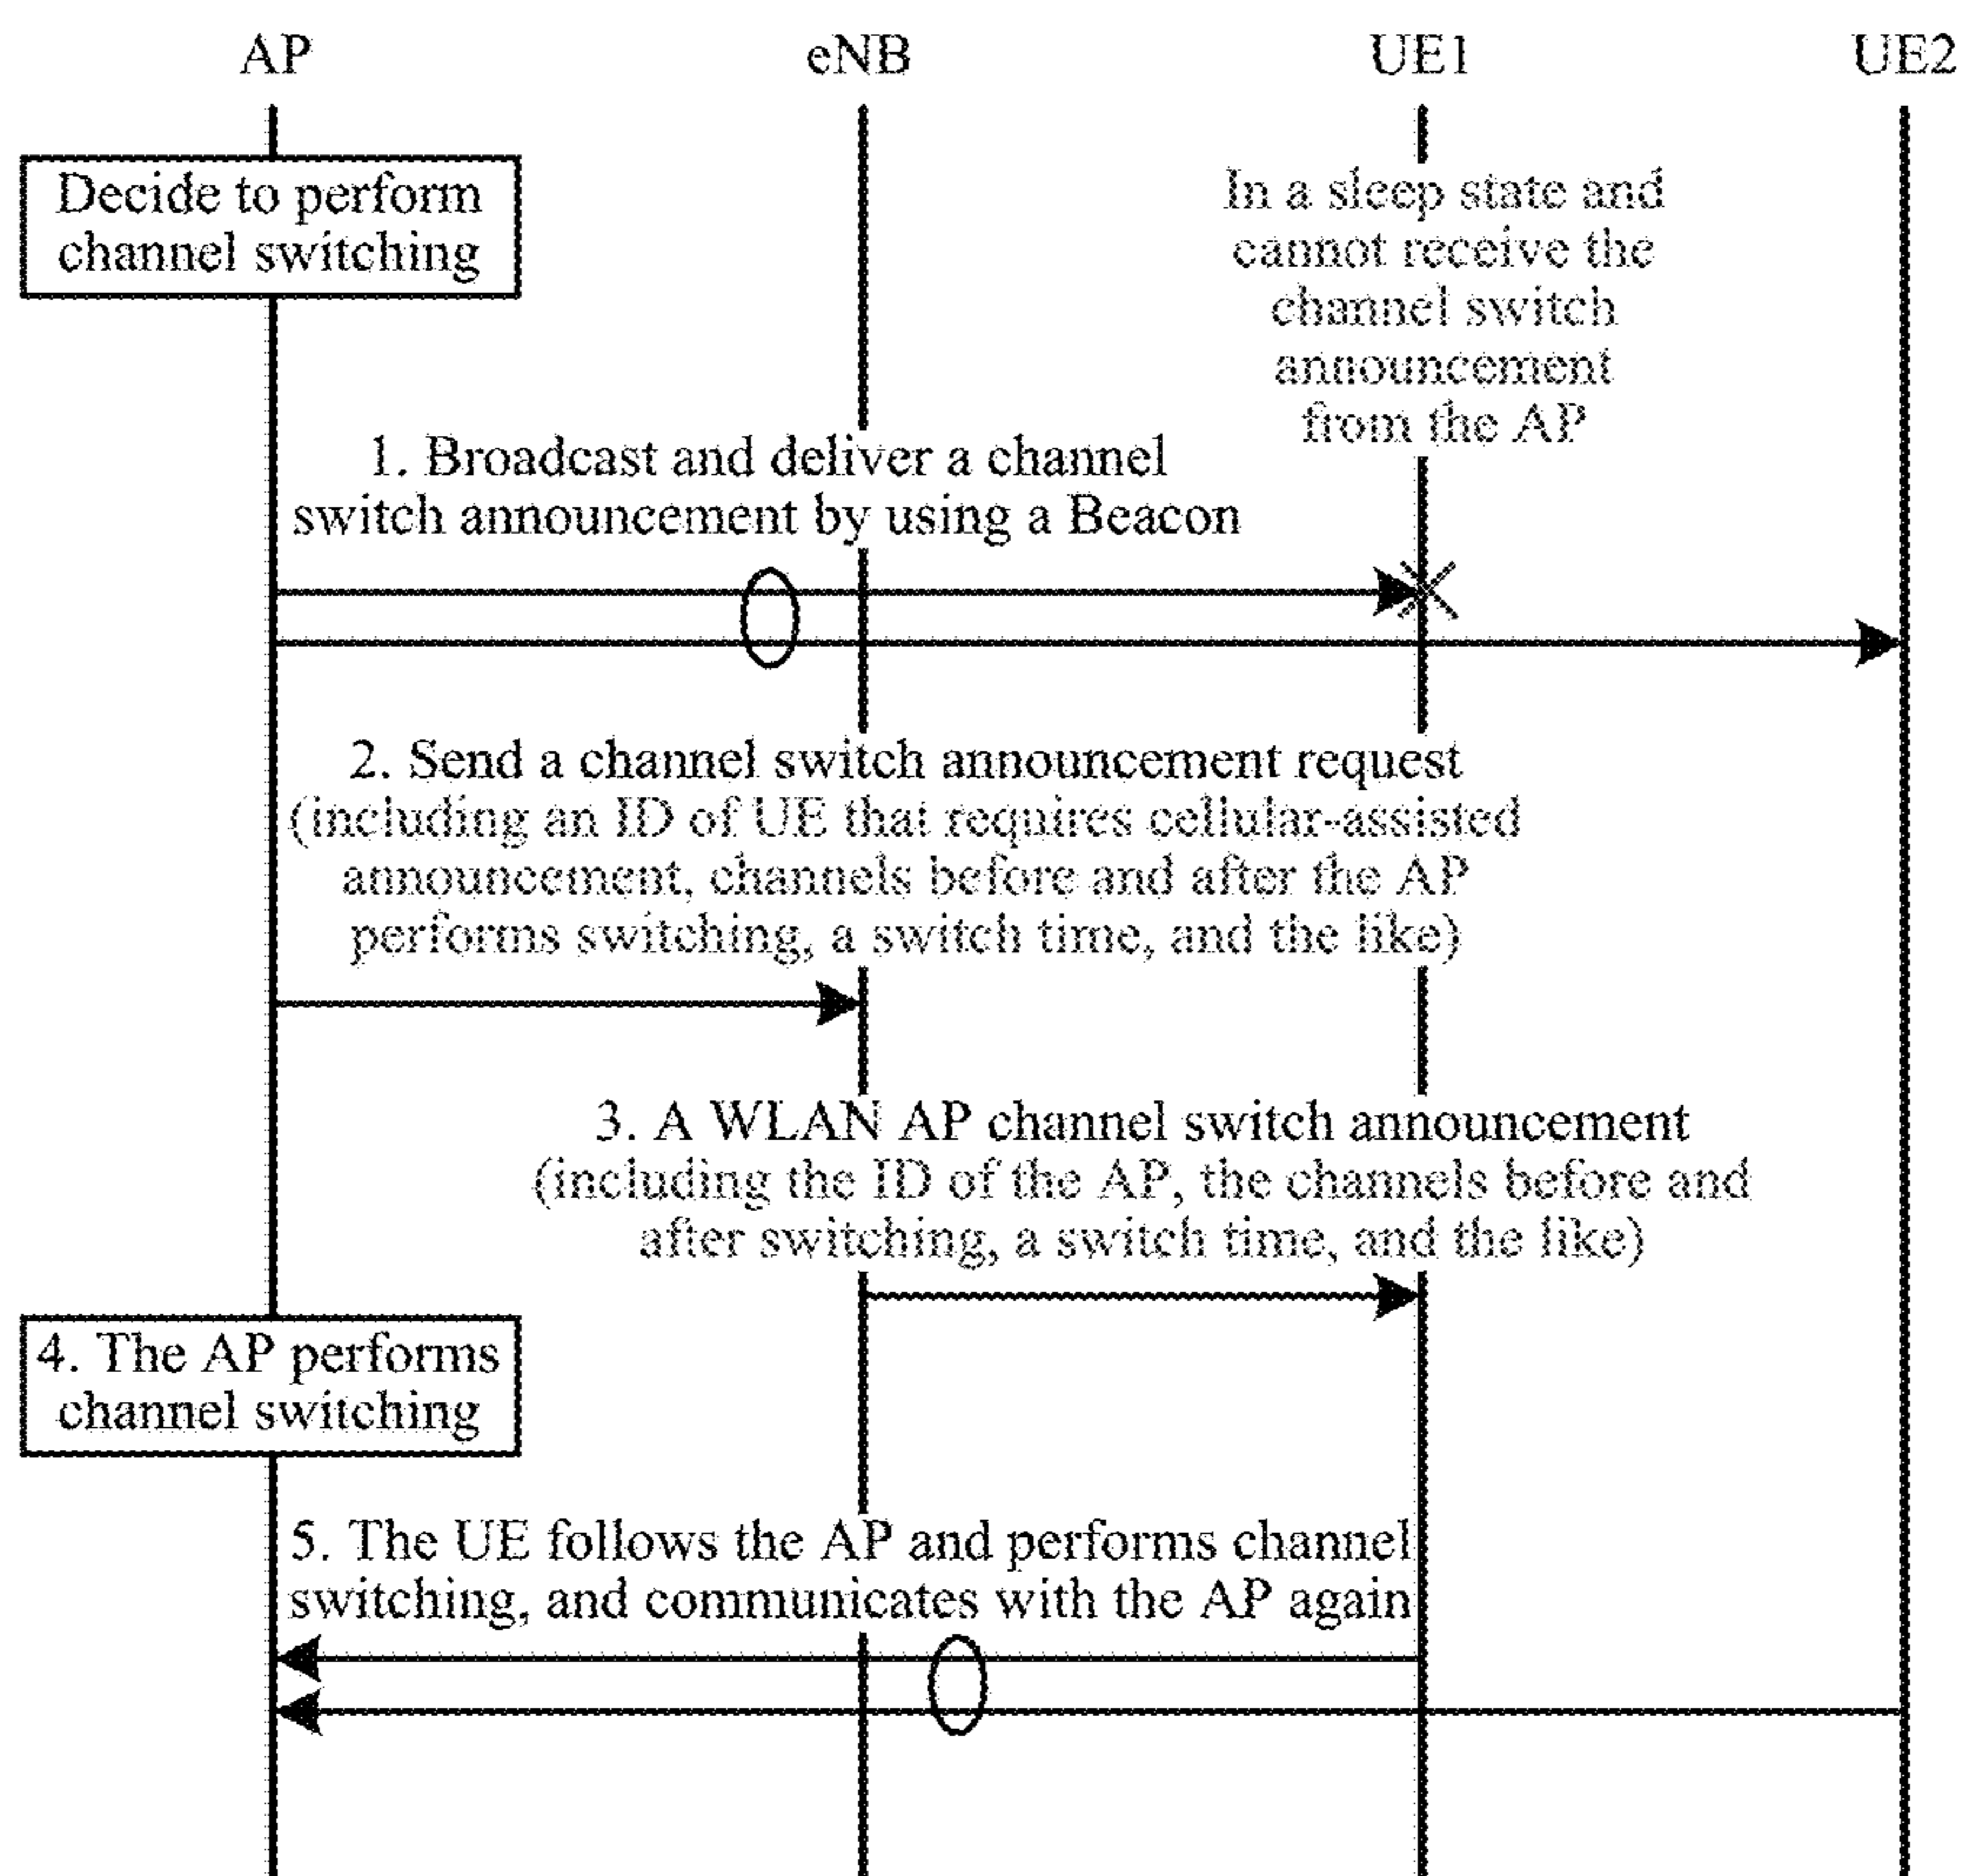 AP eNB UE1 UE2
Decide to perform
channel switching
In a sleep state and
cannot receive the
channel switch
announcement
from the AP
1. Broadcast and deliver a channel
switch announcement by using a Beacon
2. Send a channel switch announcement request
(including an ID of UE that requires cellular-assisted
announcement, channels before and after the AP
performs switching, a switch time, and the like)
3. A WLAN AP channel switch announcement
(including the ID of the AP, the channels before and
after switching, a switch time, and the like)
4. The AP performs
channel switching
5. The UE follows the AP and performs channel
switching, and communicates with the AP again